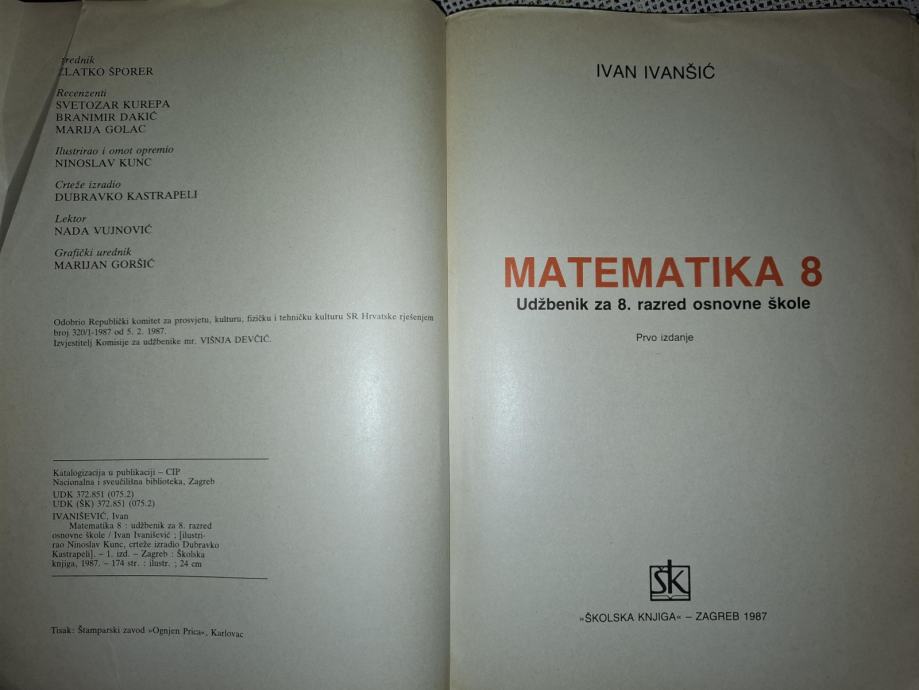 urednik
ZLATKO ŠPORER
Recenzenti
SVETOZAR KUREPA
BRANIMIR DAKIĆ
MARIJA GOLAC
Ilustrirao i omot opremio
NINOSLAV KUNC
Crteže izradio
DUBRAVKO KASTRAPELI
Lektor
NADA VUJNOVIĆ
Grafički urednik
MARIJAN GORŠIĆ
Odobrio Republički komitet za prosvjetu, kulturu, fizičku i tehničku kulturu SR Hrvatske rješenjem
broj 320/1-1987 od 5. 2. 1987.
Izvjestitelj Komisije za udžbenike mr. VIŠNJA DEVČIĆ.
Katalogizacija u publikaciji – CIP
Nacionalna i sveučilišna biblioteka, Zagreb
UDK 372.851 (075.2)
UDK (ŠK) 372.851 (075.2)
IVANIŠEVIĆ, Ivan
Matematika 8 : udžbenik za 8. razred
osnovne škole / Ivan Ivanišević ; [ilustri-
rao Ninoslav Kunc, crteže izradio Dubravko
Kastrapeli]. – 1. izd. – Zagreb : Školska
knjiga, 1987. – 174 str. : ilustr. ; 24 cm
Tisak: Štamparski zavod »Ognjen Prica«, Karlovac
IVAN IVANŠIĆ
MATEMATIKA 8
Udžbenik za 8. razred osnovne škole
Prvo izdanje
šk
»ŠKOLSKA KNJIGA« – ZAGREB 1987